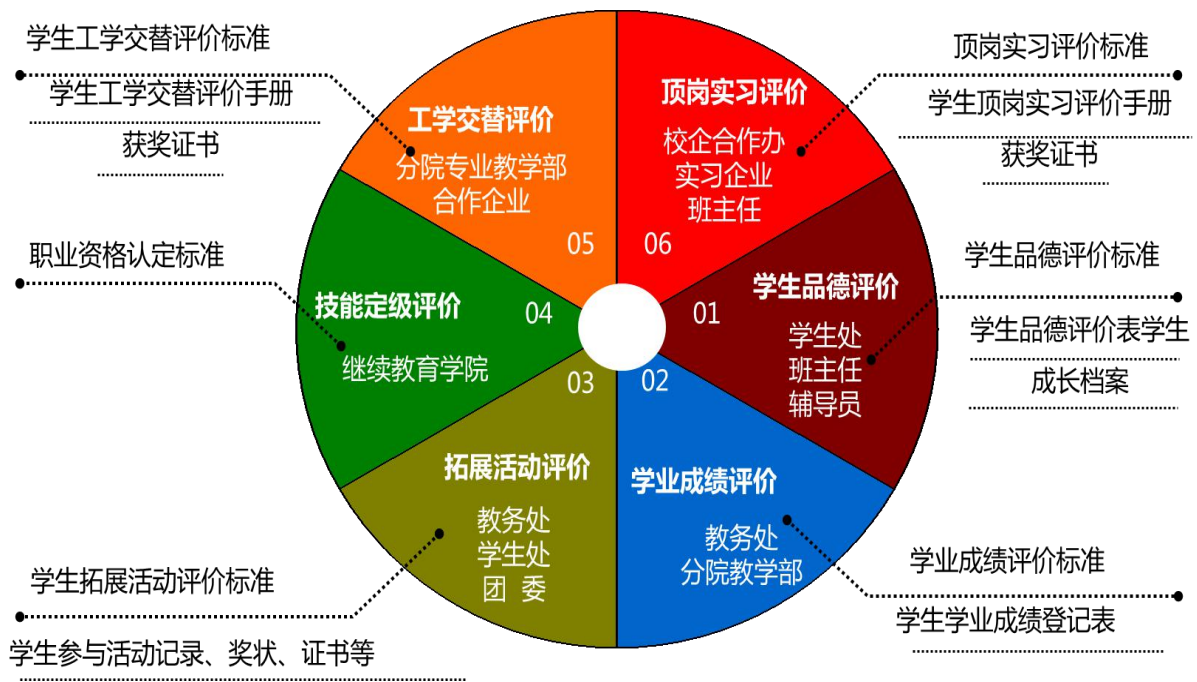 学生工学交替评价标准
学生工学交替评价手册
获奖证书
顶岗实习评价标准
学生顶岗实习评价手册
获奖证书
工学交替评价
分院专业教学部
合作企业
05
顶岗实习评价
校企合作办
实习企业
班主任
06
职业资格认定标准
技能定级评价
04
继续教育学院
学生品德评价
01
学生处
班主任
辅导员
学生品德评价标准
学生品德评价表学生
成长档案
03
拓展活动评价
教务处
学生处
团 委
02
学业成绩评价
教务处
分院教学部
学生拓展活动评价标准
学生参与活动记录、奖状、证书等
学业成绩评价标准
学生学业成绩登记表